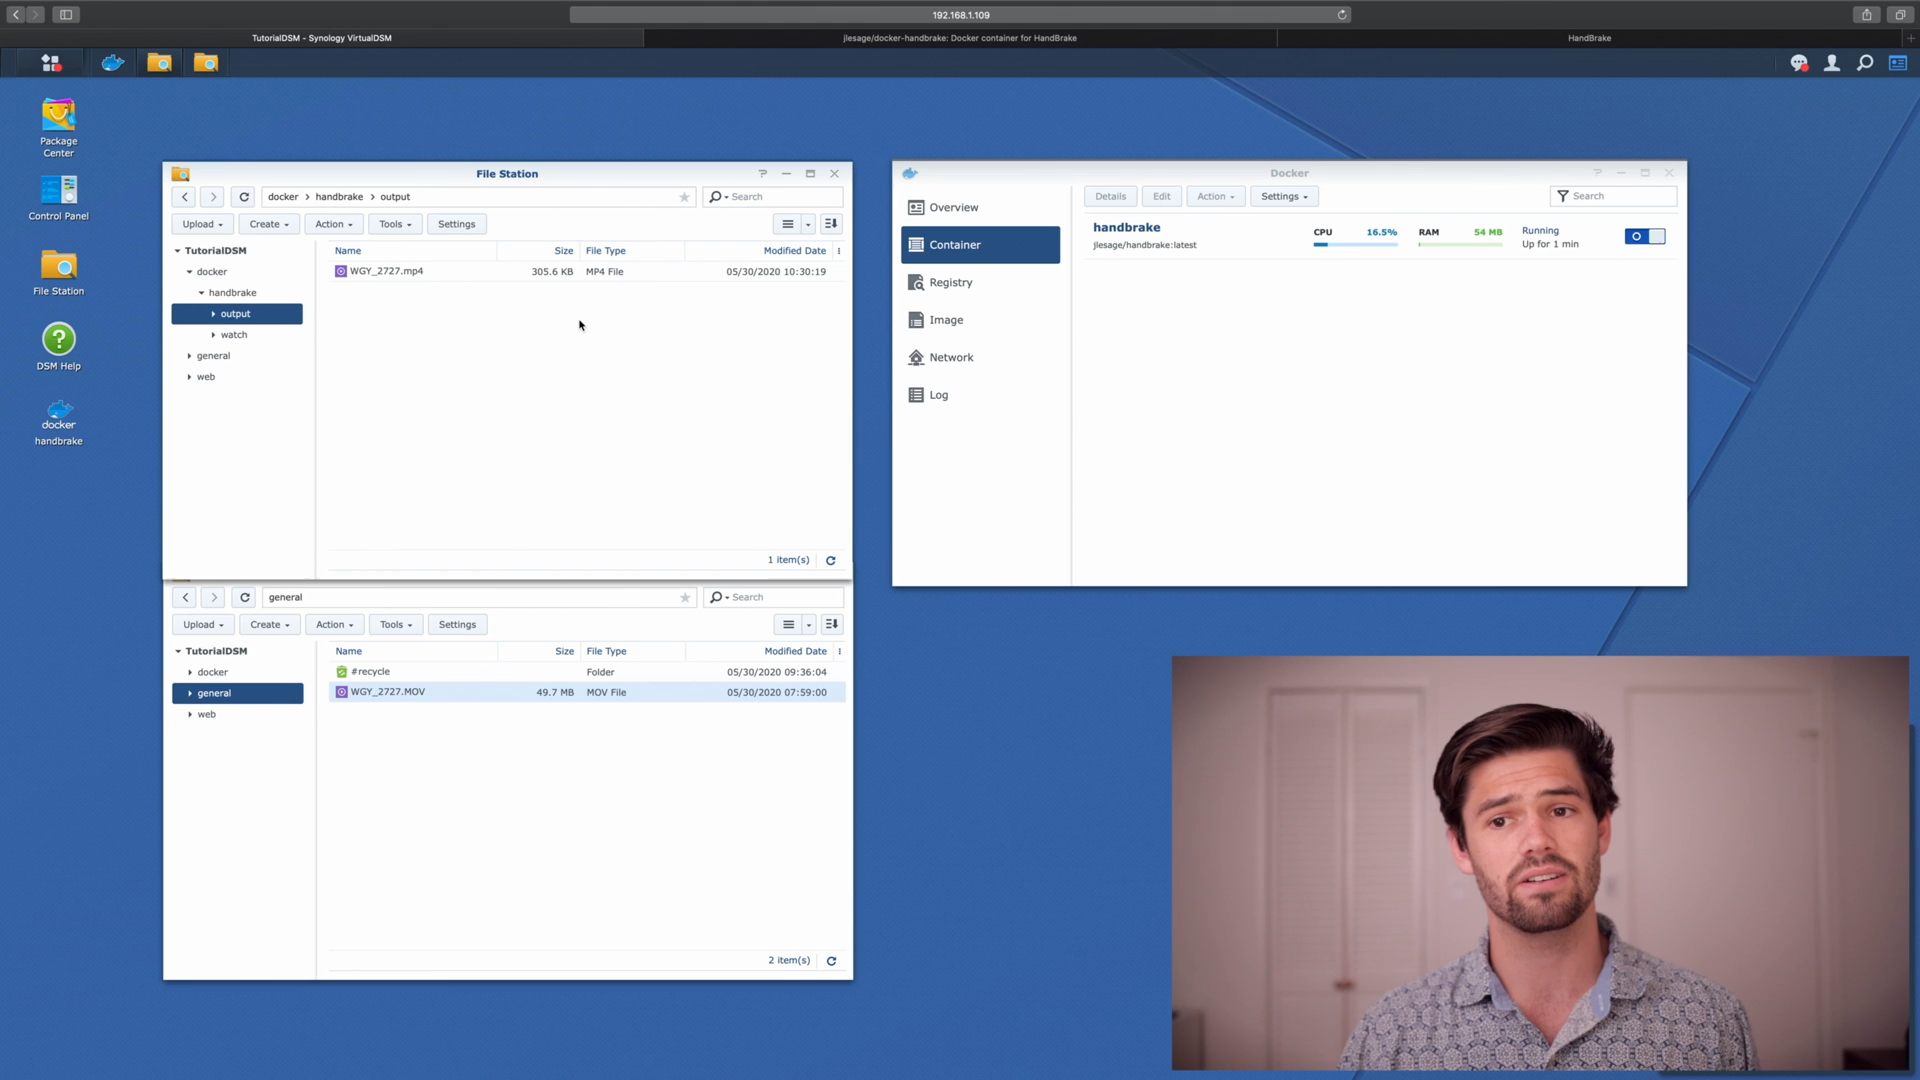 192.168.1.109
TutorialDSM - Synology VirtualDSM
jlesage/docker-handbrake: Docker container for HandBrake
HandBrake
Package
Center
Control Panel
File Station
DSM Help
docker
handbrake
File Station
docker
handbrake
output
Search
Upload
Create
Action
Tools
Settings
TutorialDSM
docker
handbrake
output
watch
general
web
Name
Size
File Type
Modified Date
WGY_2727.mp4
305.6 KB
MP4 File
05/30/2020 10:30:19
1 item(s)
general
Search
Upload
Create
Action
Tools
Settings
TutorialDSM
docker
general
web
Name
Size
File Type
Modified Date
#recycle
Folder
05/30/2020 09:36:04
WGY_2727.MOV
49.7 MB
MOV File
05/30/2020 07:59:00
2 item(s)
Docker
Overview
Container
Registry
Image
Network
Log
Details
Edit
Action
Settings
Search
handbrake
jlesage/handbrake:latest
CPU
16.5%
RAM
54 MB
Running
Up for 1 min